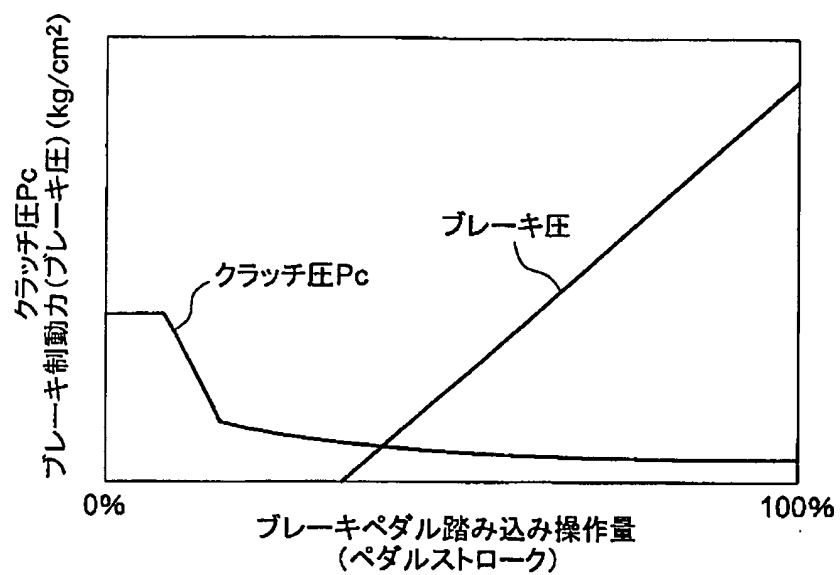 クラッチ圧Pc
ブレーキ制動力(ブレーキ圧)(kg/cm2)
ブレーキ圧
クラッチ圧Pc
0%
100%
ブレーキペダル踏み込み操作量
(ペダルストローク)